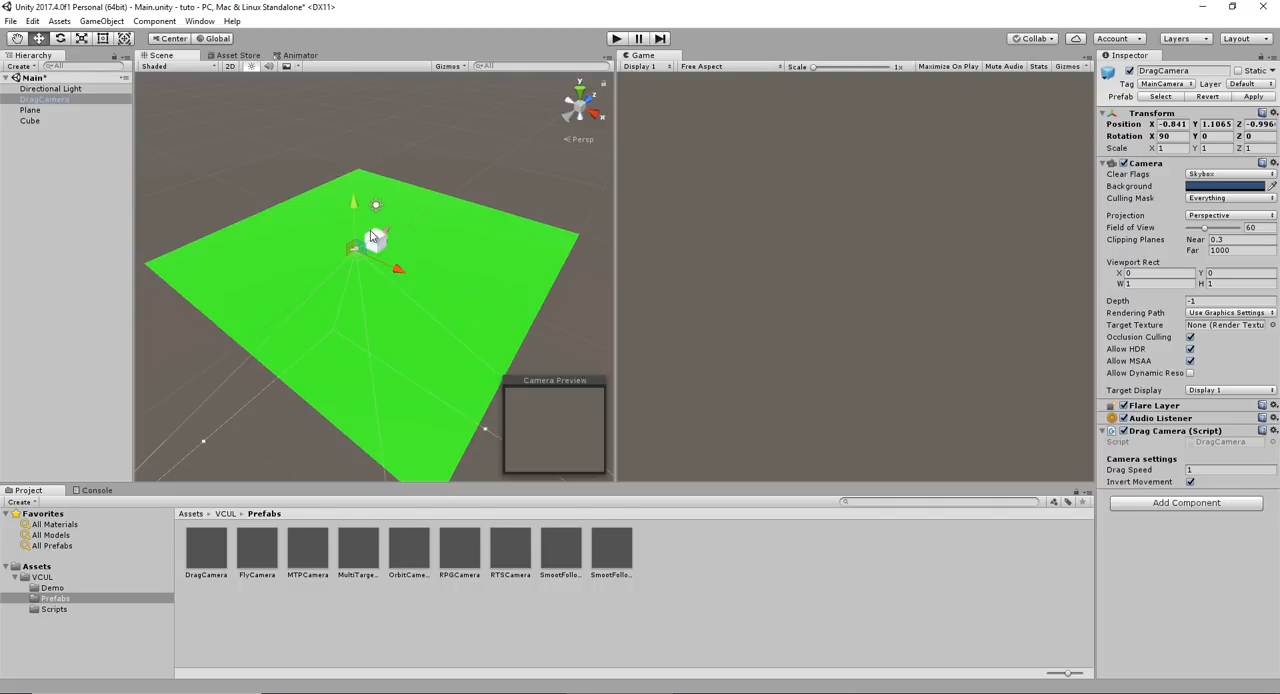 Unity 2017.4.0f1 Personal (64bit) - Main.unity - tuto - PC, Mac & Linux Standalone* <DX11>
File Edit Assets GameObject Component Window Help
Center Global Collab Account Layers Layout
Hierarchy Scene Asset Store Animator Game Inspector
Create All Shaded 2D Gizmos All Display 1 Free Aspect Scale 1x Maximize On Play Mute Audio Stats Gizmos
DragCamera Static
Main*
Tag MainCamera Layer Default
Directional Light
Prefab Select Revert Apply
DragCamera
Plane
Cube
y
z
x
Persp
Camera Preview
Transform
Position X -0.841 Y 1.1065 Z -0.996
Rotation X 90 Y 0 Z 0
Scale X 1 Y 1 Z 1
Camera
Clear Flags Skybox
Background
Culling Mask Everything
Projection Perspective
Field of View 60
Clipping Planes Near 0.3
Far 1000
Viewport Rect
X 0 Y 0
W 1 H 1
Depth -1
Rendering Path Use Graphics Settings
Target Texture None (Render Textu
Occlusion Culling
Allow HDR
Allow MSAA
Allow Dynamic Reso
Target Display Display 1
Flare Layer
Audio Listener
Drag Camera (Script)
Script DragCamera
Camera settings
Drag Speed 1
Invert Movement
Add Component
Project Console
Create
Favorites
All Materials
All Models
All Prefabs
Assets
VCUL
Demo
Prefabs
Scripts
Assets VCUL Prefabs
DragCamera FlyCamera MTPCamera MultiTarge... OrbitCame... RPGCamera RTSCamera SmootFollo... SmootFollo...